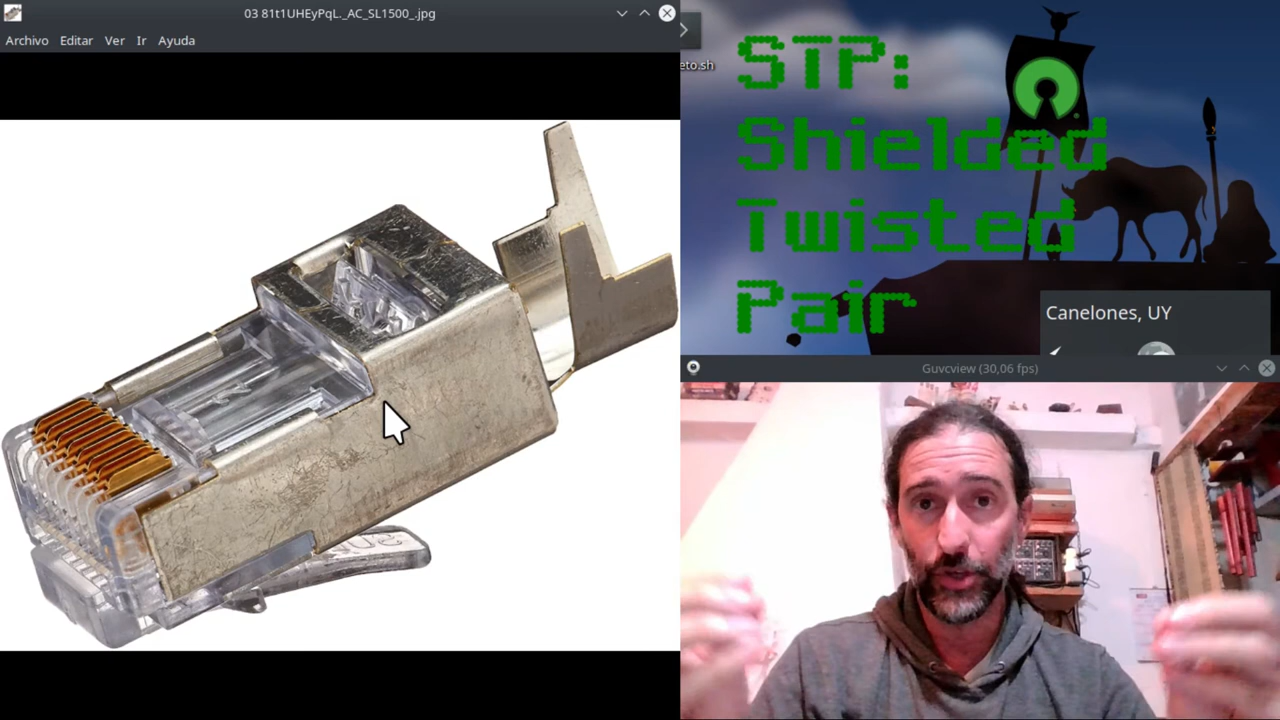 03 81t1UHEyPqL._AC_SL1500_.jpg
Archivo Editar Ver Ir Ayuda
eto.sh
STP:
Shielded
Twisted
Pair
Canelones, UY
Guvcview (30,06 fps)